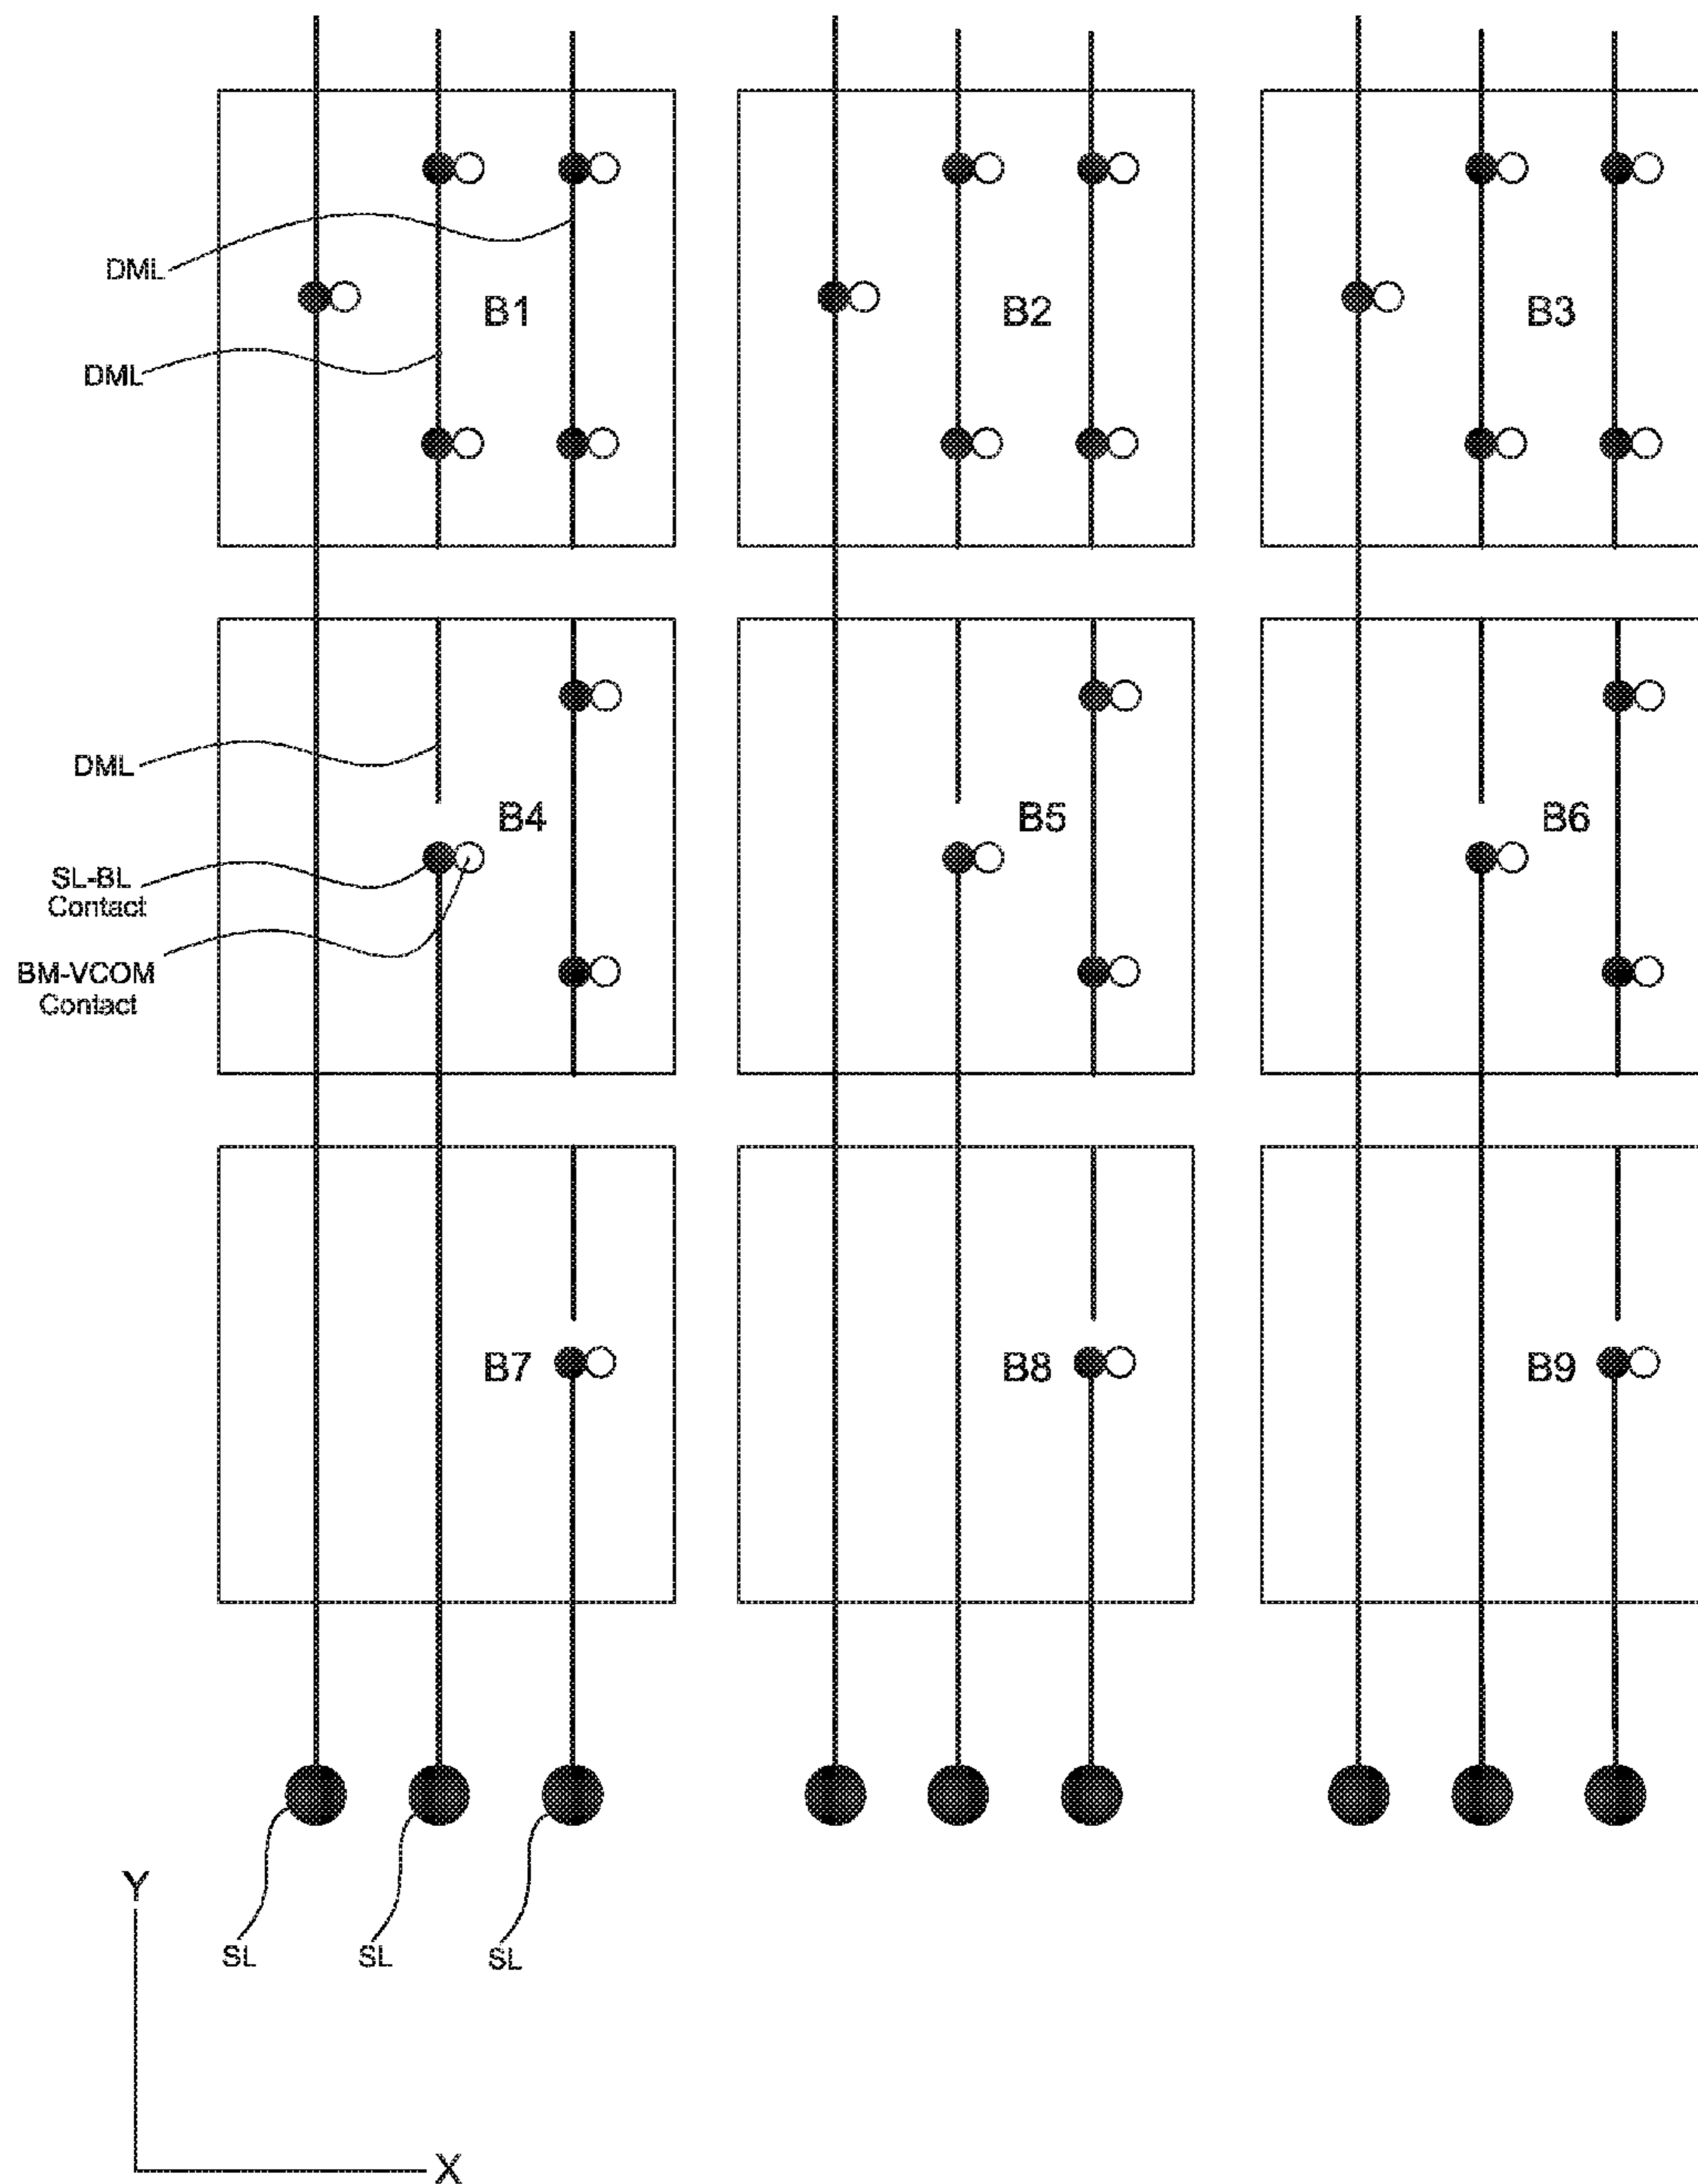 DML
B1
B2
B3
DML
DML
B4
B5
B6
SL-BL
Contact
BM-VCOM
Contact
B7
B8
B9
Y
SL
SL
SL
X